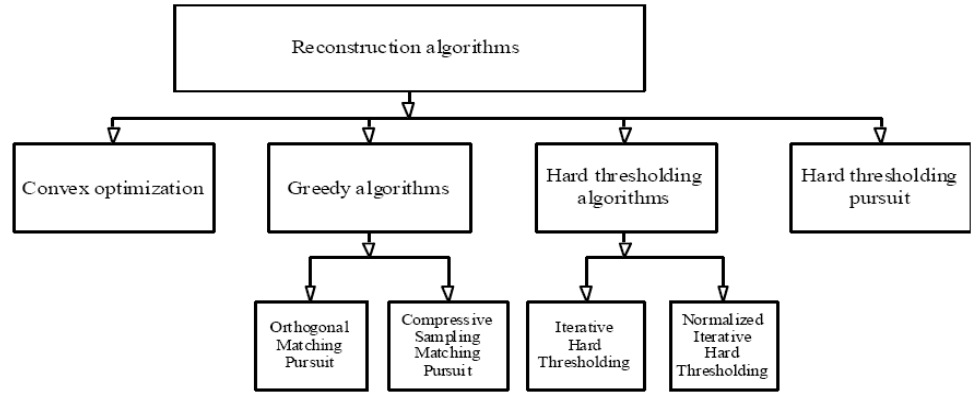 Reconstruction algorithms
Convex optimization
Greedy algorithms
Hard thresholding
algorithms
Hard thresholding
pursuit
Orthogonal
Matching
Pursuit
Compressive
Sampling
Matching
Pursuit
Iterative
Hard
Thresholding
Normalized
Iterative
Hard
Thresholding